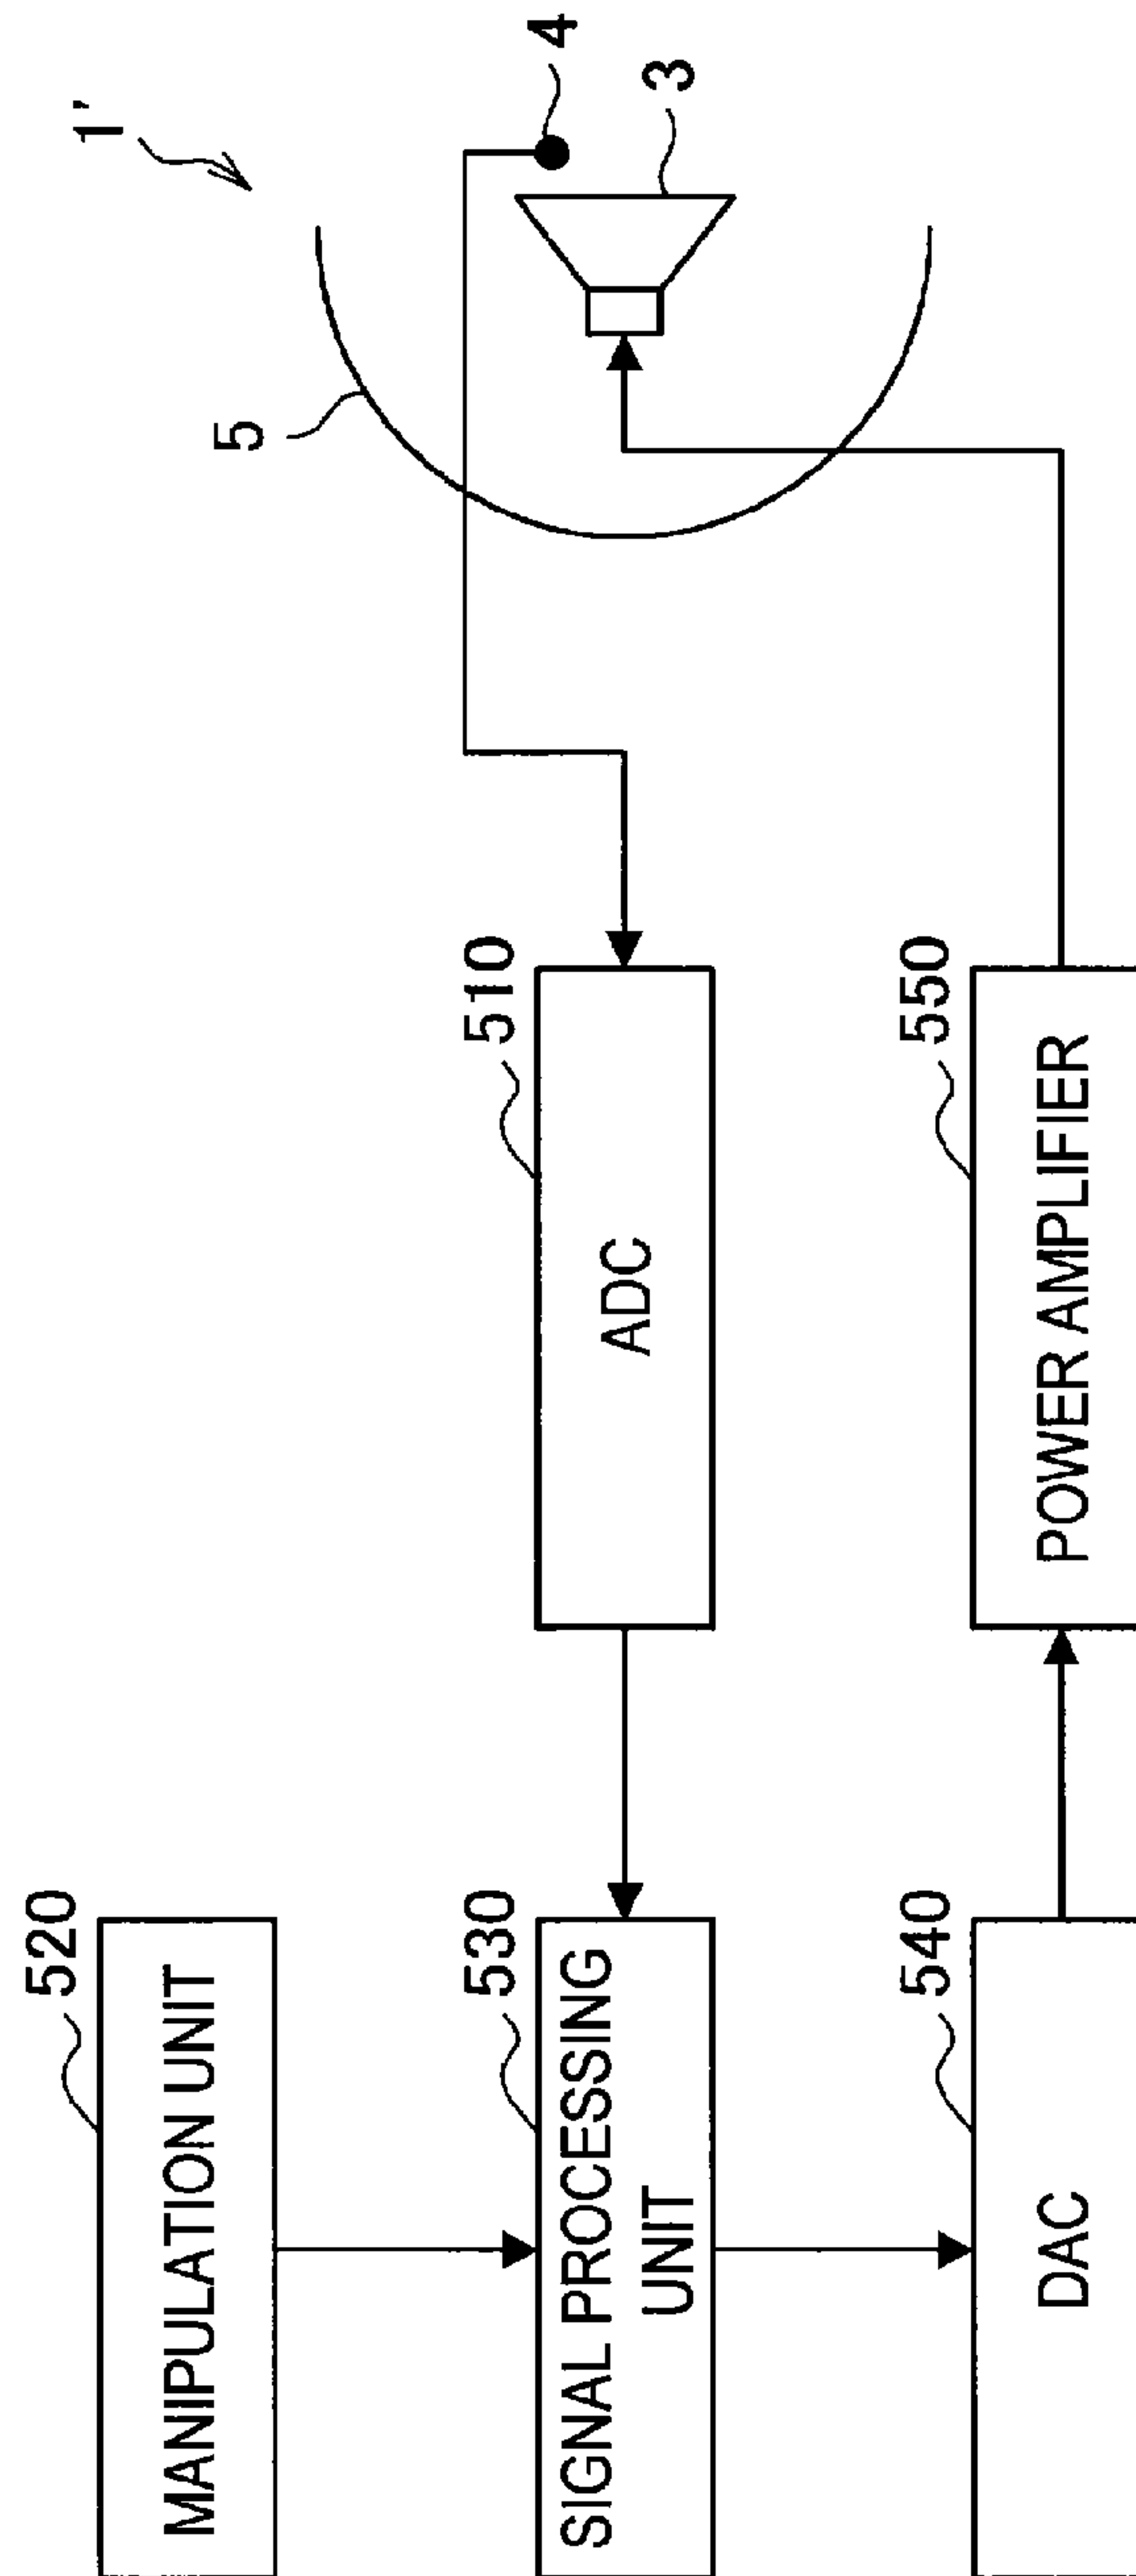 1'
4
3
5
510
ADC
550
POWER AMPLIFIER
520
MANIPULATION UNIT
530
SIGNAL PROCESSING
UNIT
540
DAC